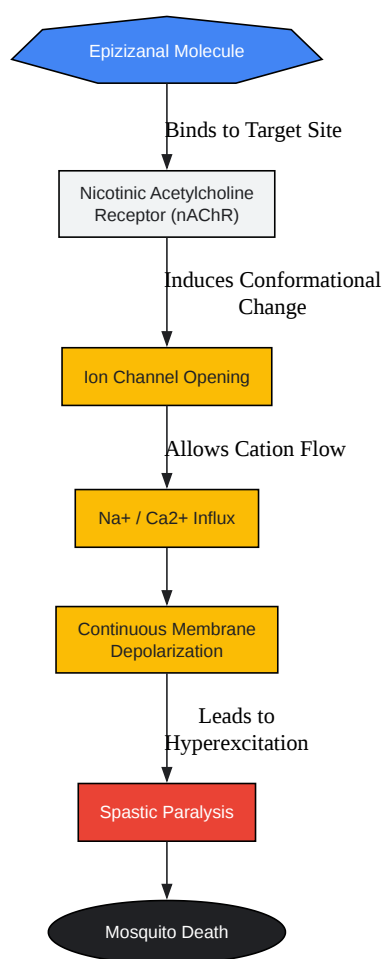 Epizizanal Molecule
Binds to Target Site
Nicotinic Acetylcholine
Receptor (nAChR)
Induces Conformational
Change
Ion Channel Opening
Allows Cation Flow
Na+ / Ca2+ Influx
Continuous Membrane
Depolarization
Leads to
Hyperexcitation
Spastic Paralysis
Mosquito Death